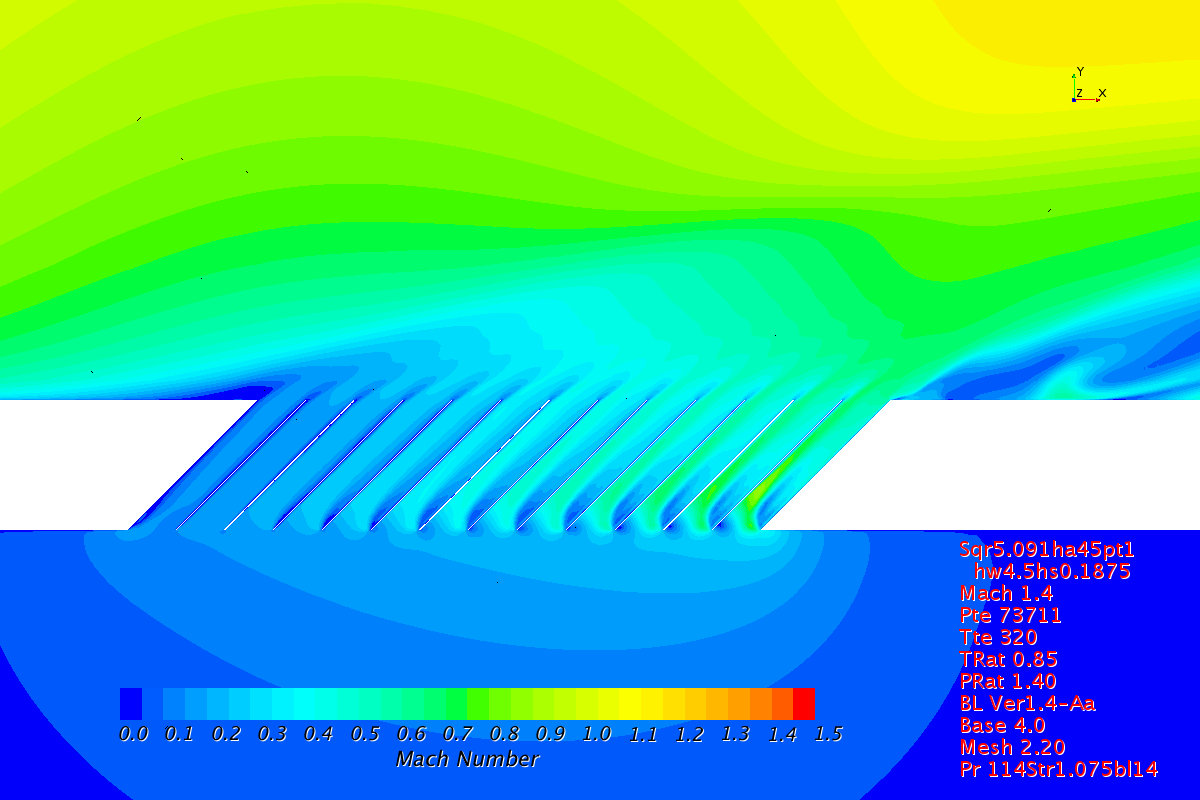 Y
Z X
Sqr5.091ha45pt1
hw4.5hs0.1875
Mach 1.4
Pte 73711
Tte 320
TRat 0.85
PRat 1.40
BL Ver1.4-Aa
Base 4.0
Mesh 2.20
Pr 114Str1.075bl14
0.0 0.1 0.2 0.3 0.4 0.5 0.6 0.7 0.8 0.9 1.0 1.1 1.2 1.3 1.4 1.5
Mach Number